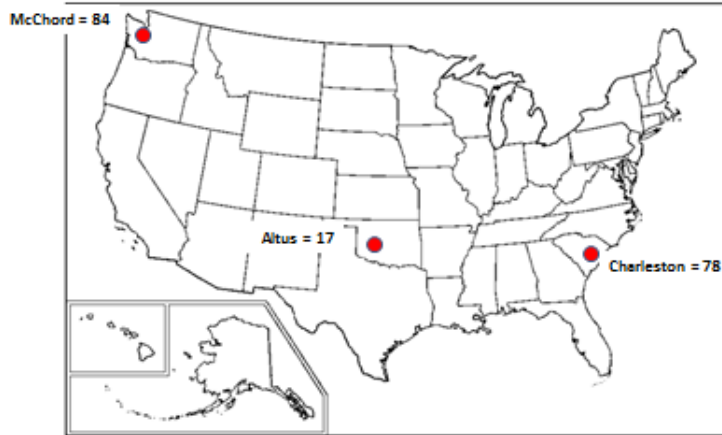 McChord = 84
Altus = 17
Charleston = 78